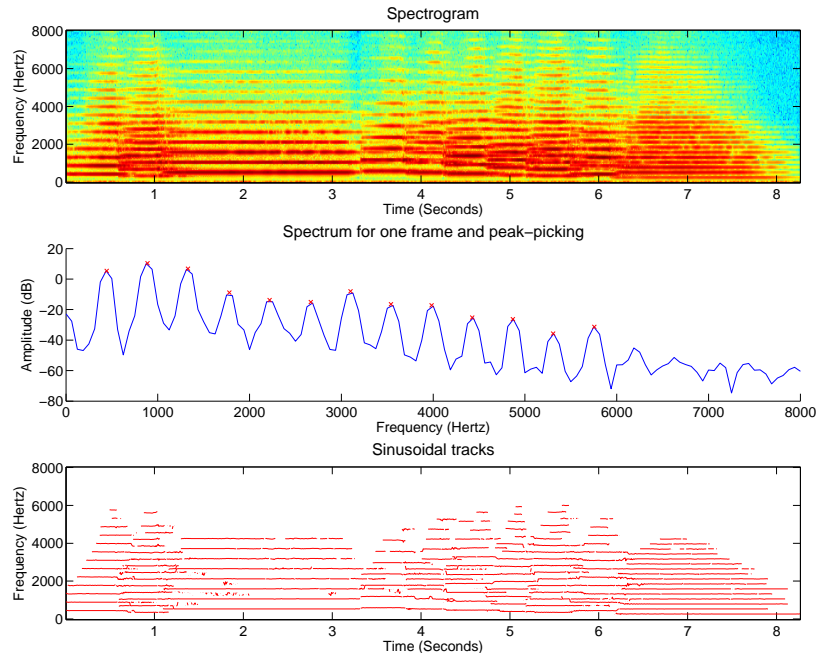 Spectrogram
8000
6000
4000
2000
0
Frequency (Hertz)
1 2 3 4 5 6 7 8
Time (Seconds)
Spectrum for one frame and peak−picking
20
0
−20
−40
−60
−80
Amplitude (dB)
0 1000 2000 3000 4000 5000 6000 7000 8000
Frequency (Hertz)
Sinusoidal tracks
8000
6000
4000
2000
0
Frequency (Hertz)
1 2 3 4 5 6 7 8
Time (Seconds)